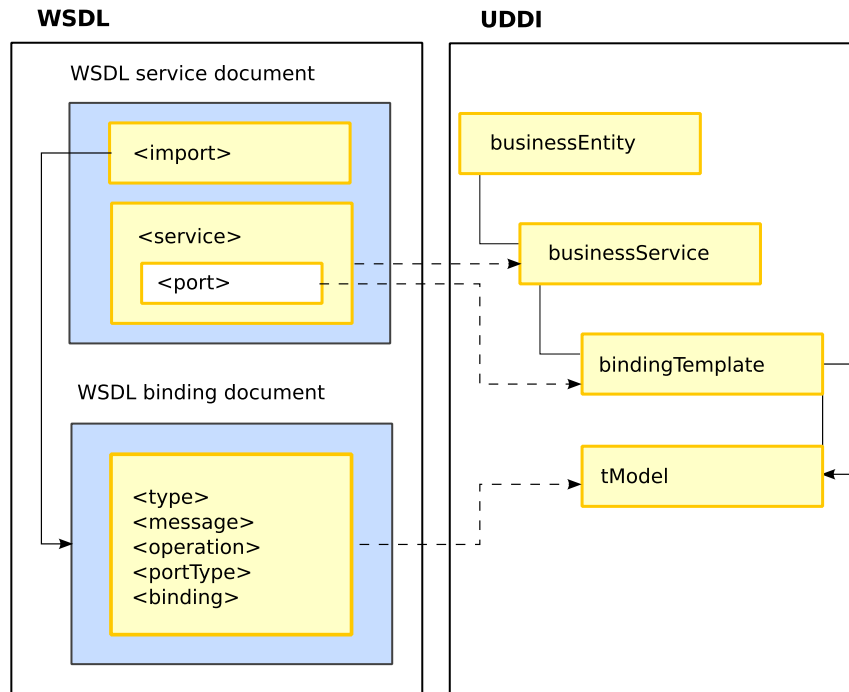 WSDL
WSDL service document
<import>
<service>
<port>
WSDL binding document
<type>
<message>
<operation>
<portType>
<binding>
UDDI
businessEntity
businessService
bindingTemplate
tModel